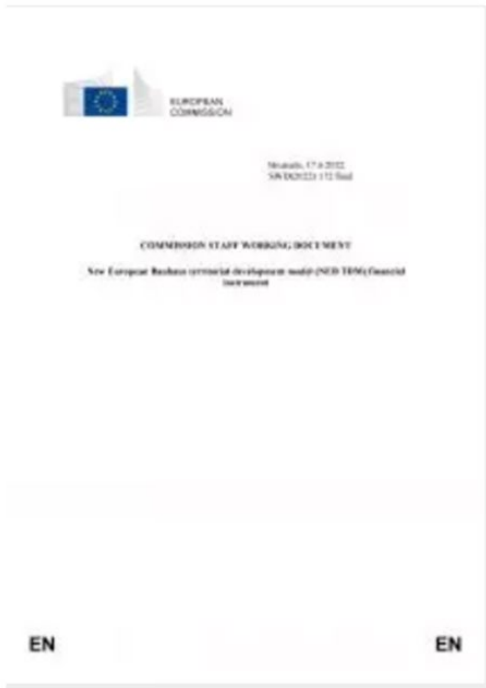 EUROPEAN
COMMISSION
COMMISSION STAFF WORKING DOCUMENT
New European Bauhaus territorial development model (NEB TDM) financial
instrument
EN
EN